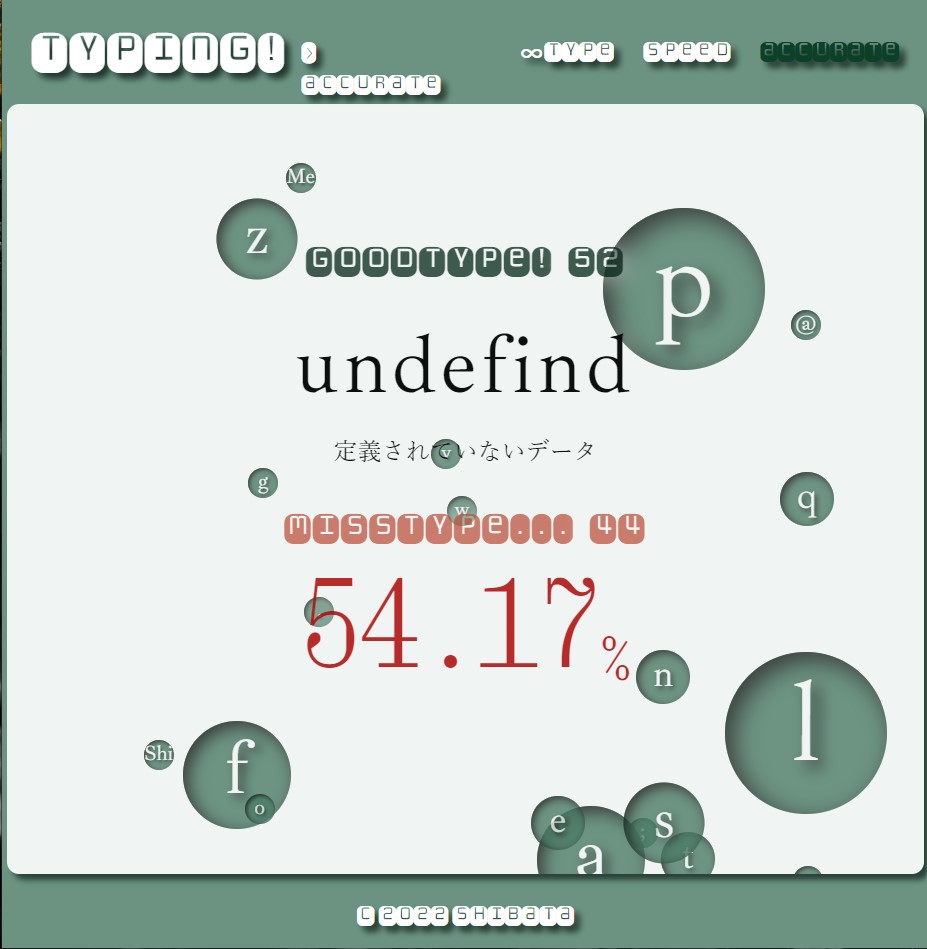 TYPING!
> accurate
∞Type
speed
accurate
Me
z
GOODTYPe! 52
p
@
undefind
定義されていないデータ
v
g
q
w
MISSTYPe... 44
54.17%
n
l
Shi
f
o
e
s
a
t
© 2022 SHIBATA